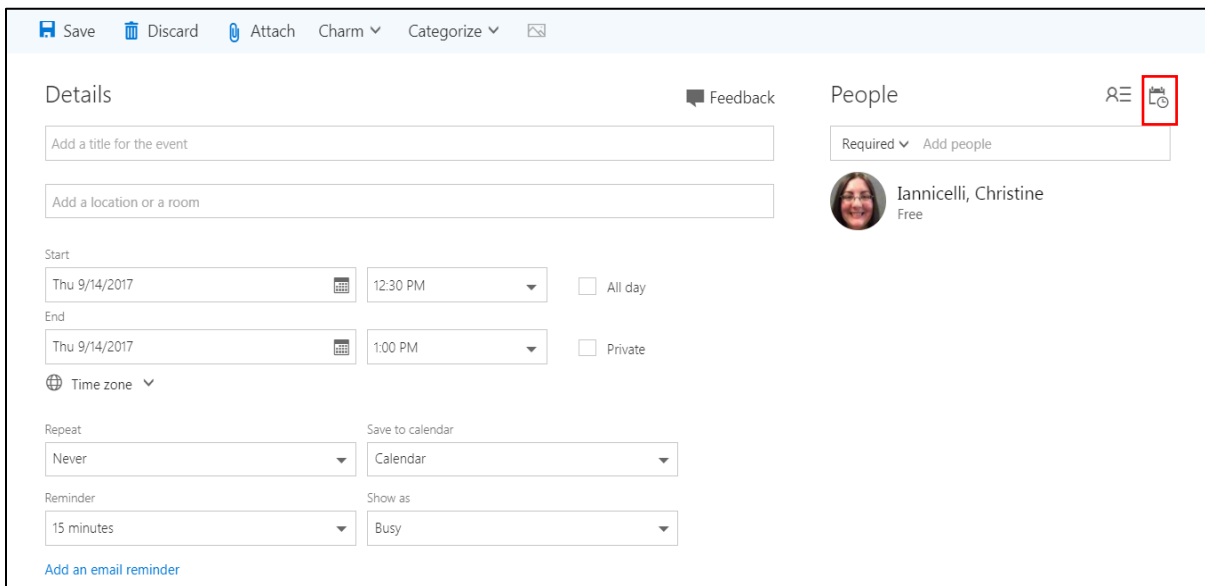 Save Discard Attach Charm Categorize
Details
Feedback
Add a title for the event
Add a location or a room
Start
Thu 9/14/2017 12:30 PM All day
End
Thu 9/14/2017 1:00 PM Private
Time zone
Repeat Save to calendar
Never Calendar
Reminder Show as
15 minutes Busy
Add an email reminder
People
Required Add people
Iannicelli, Christine
Free